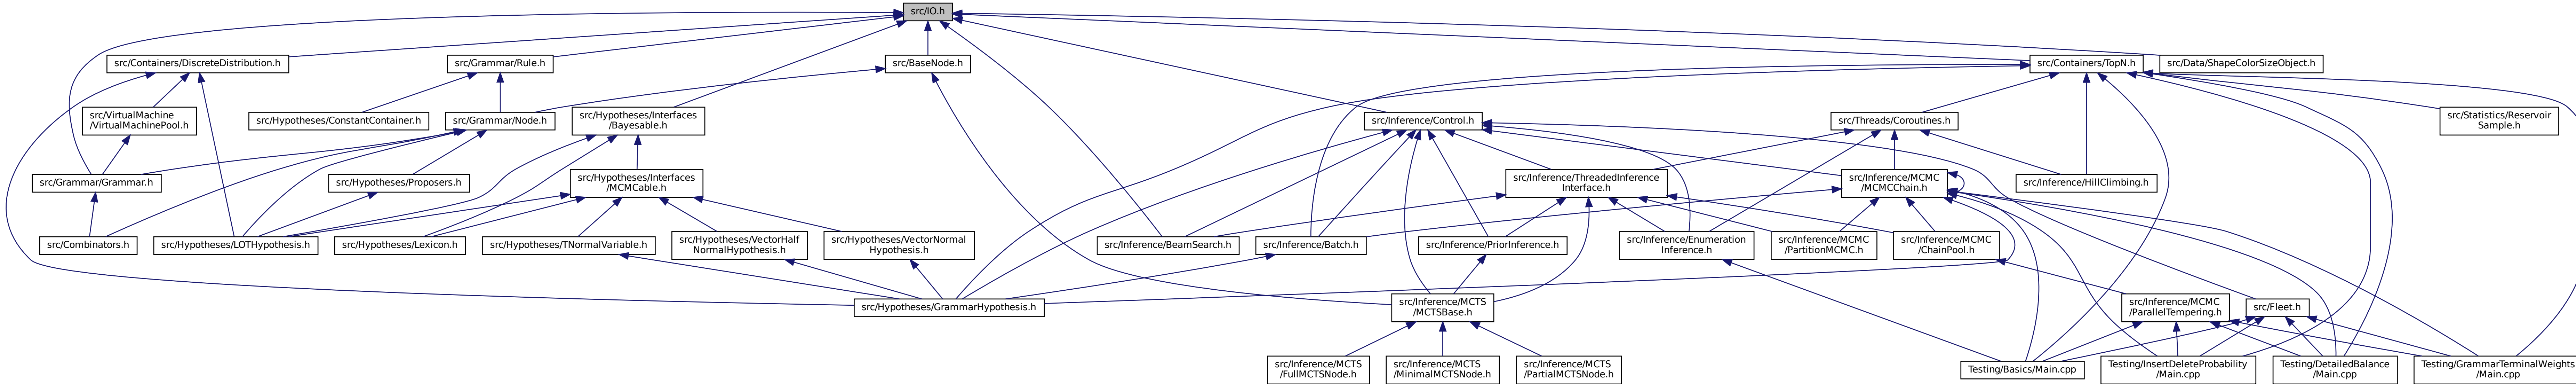 src/IO.h
src/Containers/DiscreteDistribution.h
src/Grammar/Rule.h
src/BaseNode.h
src/Containers/TopN.h
src/Data/ShapeColorSizeObject.h
src/VirtualMachine
/VirtualMachinePool.h
src/Hypotheses/ConstantContainer.h
src/Grammar/Node.h
src/Hypotheses/Interfaces
/Bayesable.h
src/Inference/Control.h
src/Threads/Coroutines.h
src/Statistics/Reservoir
Sample.h
src/Grammar/Grammar.h
src/Hypotheses/Proposers.h
src/Hypotheses/Interfaces
/MCMCable.h
src/Inference/ThreadedInference
Interface.h
src/Inference/MCMC
/MCMCChain.h
src/Inference/HillClimbing.h
src/Combinators.h
src/Hypotheses/LOTHypothesis.h
src/Hypotheses/Lexicon.h
src/Hypotheses/TNormalVariable.h
src/Hypotheses/VectorHalf
NormalHypothesis.h
src/Hypotheses/VectorNormal
Hypothesis.h
src/Inference/BeamSearch.h
src/Inference/Batch.h
src/Inference/PriorInference.h
src/Inference/Enumeration
Inference.h
src/Inference/MCMC
/PartitionMCMC.h
src/Inference/MCMC
/ChainPool.h
src/Hypotheses/GrammarHypothesis.h
src/Inference/MCTS
/MCTSBase.h
src/Inference/MCMC
/ParallelTempering.h
src/Fleet.h
src/Inference/MCTS
/FullMCTSNode.h
src/Inference/MCTS
/MinimalMCTSNode.h
src/Inference/MCTS
/PartialMCTSNode.h
Testing/Basics/Main.cpp
Testing/InsertDeleteProbability
/Main.cpp
Testing/DetailedBalance
/Main.cpp
Testing/GrammarTerminalWeights
/Main.cpp